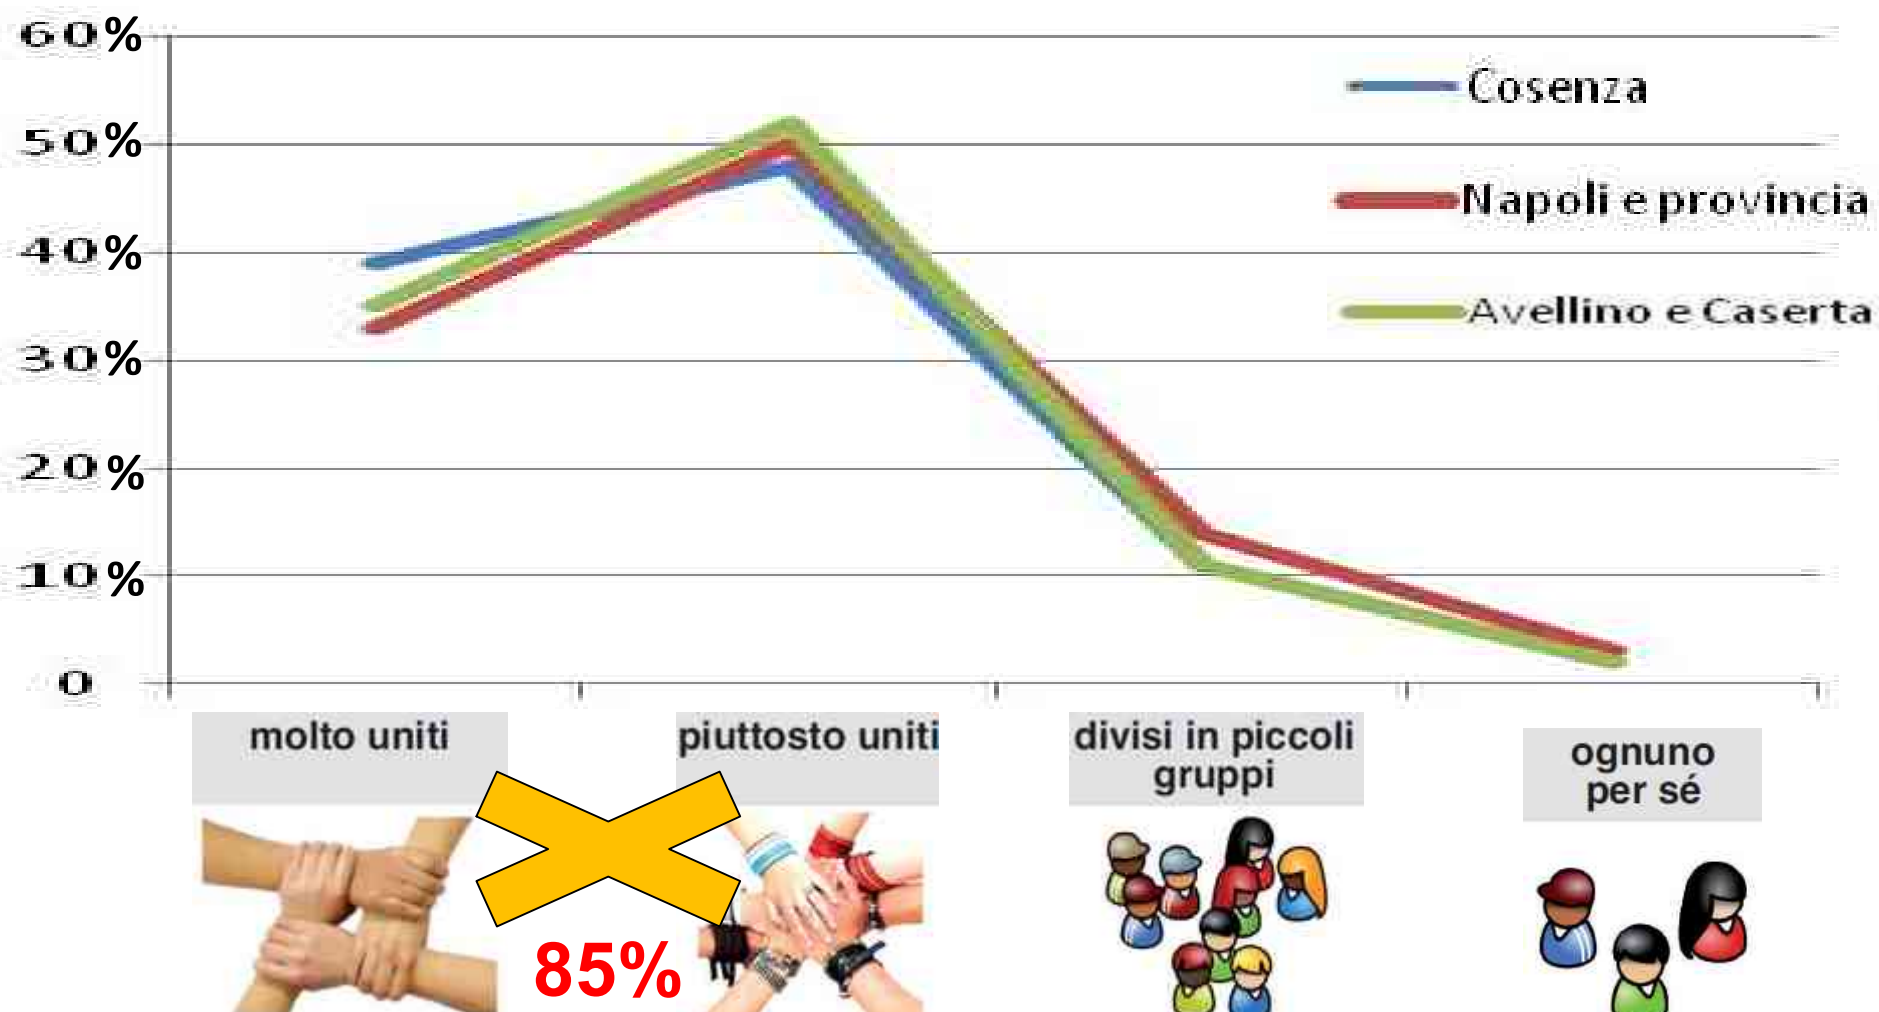 60%
50%
40%
30%
20%
10%
0
Cosenza
Napoli e provincia
Avellino e Caserta
molto uniti
piuttosto uniti
divisi in piccoli
gruppi
ognuno
per sé
85%